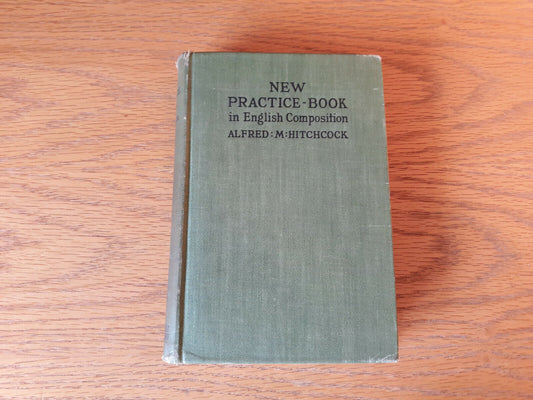 NEW
PRACTICE-BOOK
in English Composition
ALFRED:M:HITCHCOCK